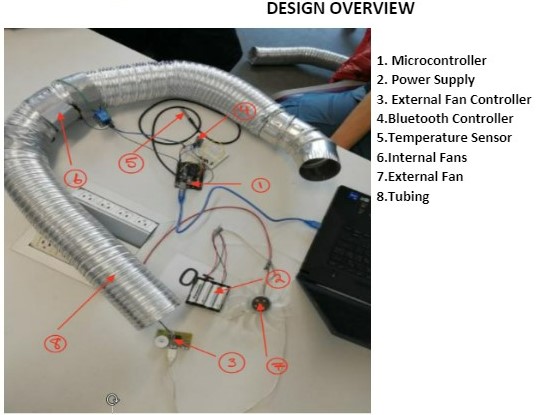 DESIGN OVERVIEW
1. Microcontroller
2. Power Supply
3. External Fan Controller
4.Bluetooth Controller
5.Temperature Sensor
6.Internal Fans
7.External Fan
8.Tubing
4
5
6
1
2
8
3
7